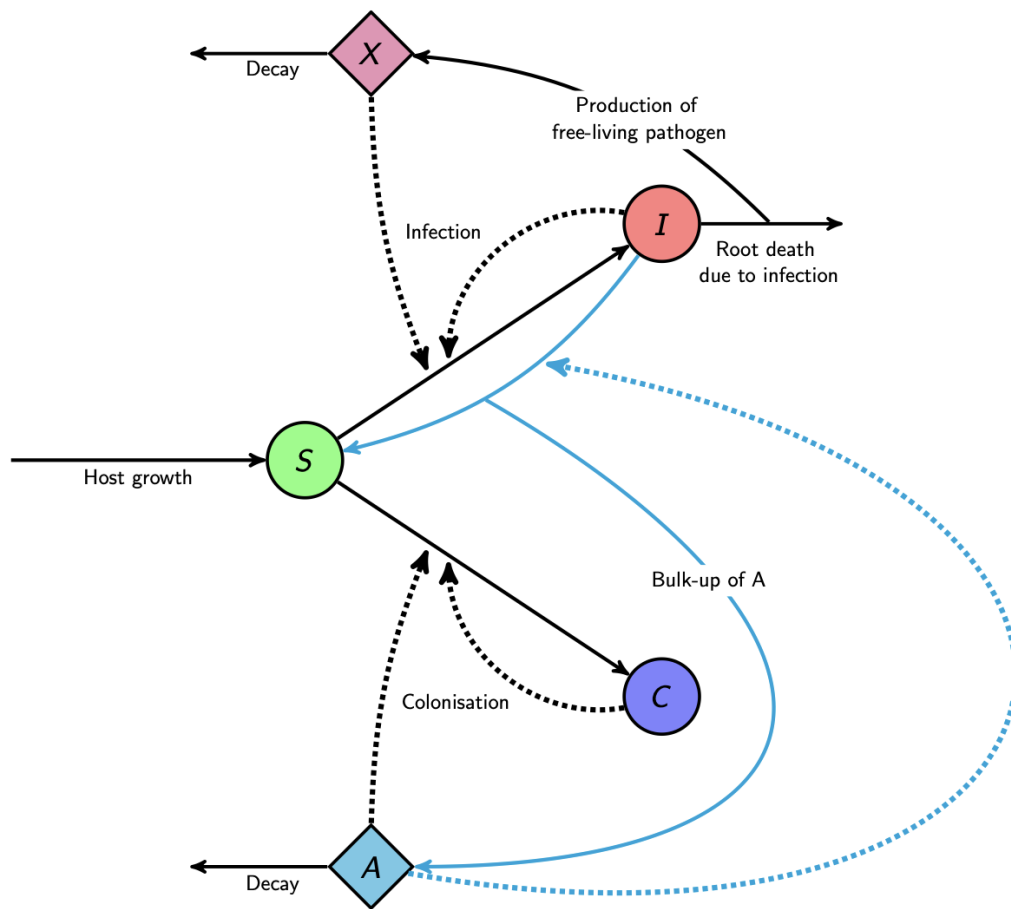 X
Decay
Production of
free-living pathogen
Infection
I
Root death
due to infection
S
Host growth
Bulk-up of A
Colonisation
C
A
Decay